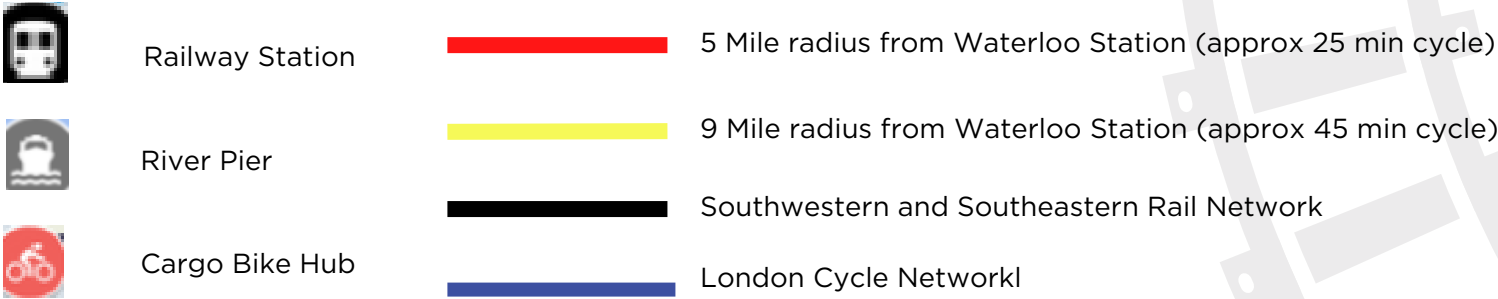 Railway Station
River Pier
Cargo Bike Hub
5 Mile radius from Waterloo Station (approx 25 min cycle)
9 Mile radius from Waterloo Station (approx 45 min cycle)
Southwestern and Southeastern Rail Network
London Cycle Networkl